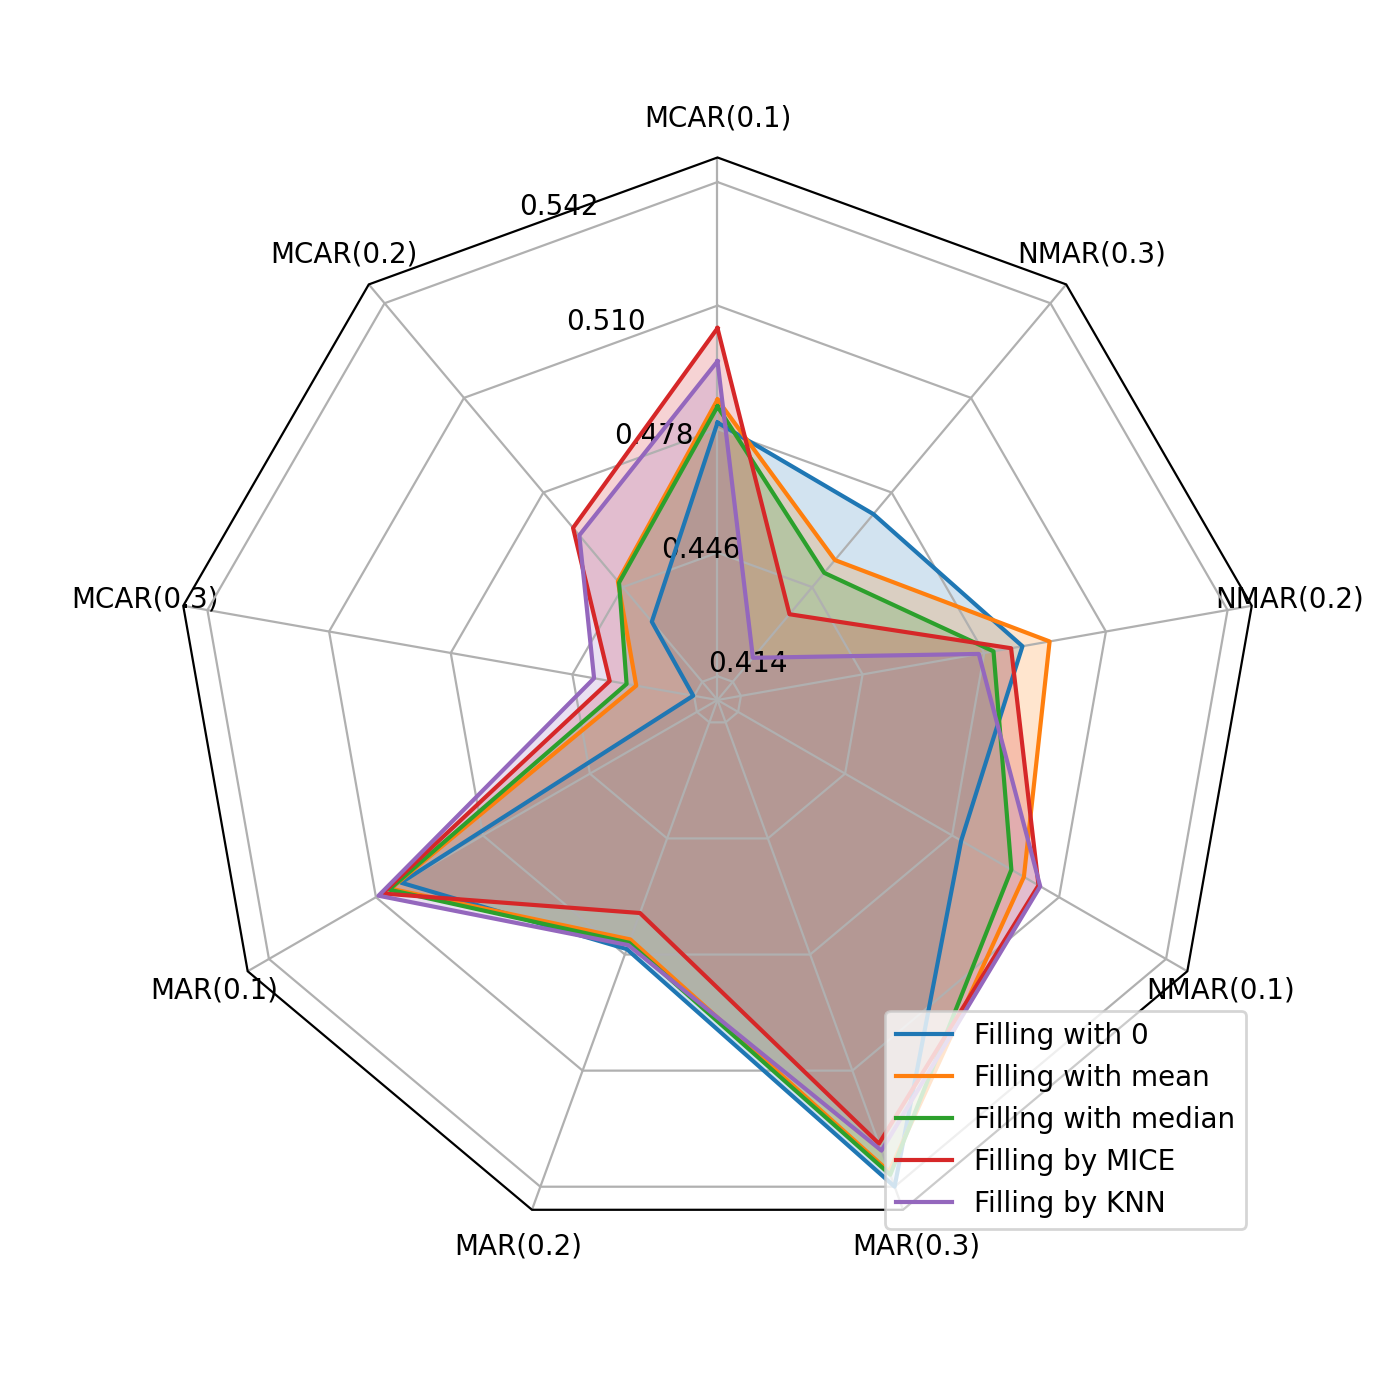 MCAR(0.1)
0.542
MCAR(0.2)
NMAR(0.3)
0.510
0.478
0.446
MCAR(0.3)
NMAR(0.2)
0.414
MAR(0.1)
NMAR(0.1)
Filling with 0
Filling with mean
Filling with median
Filling by MICE
Filling by KNN
MAR(0.2)
MAR(0.3)